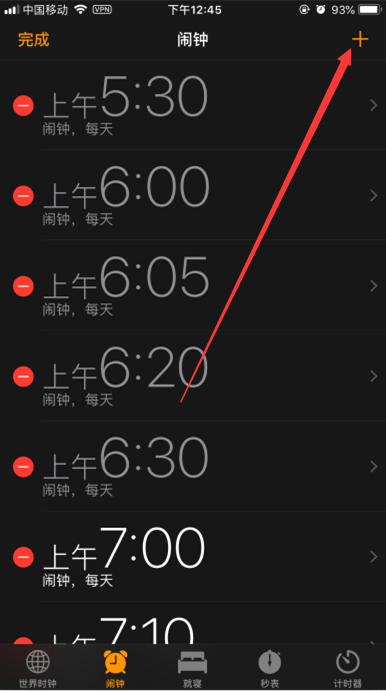 中国移动 VPN 下午12:45 93%
完成 闹钟
上午5:30
闹钟，每天
上午6:00
闹钟，每天
上午6:05
闹钟，每天
上午6:20
闹钟，每天
上午6:30
闹钟，每天
上午7:00
闹钟，每天
上午7:10
世界时钟 闹钟 就寝 秒表 计时器